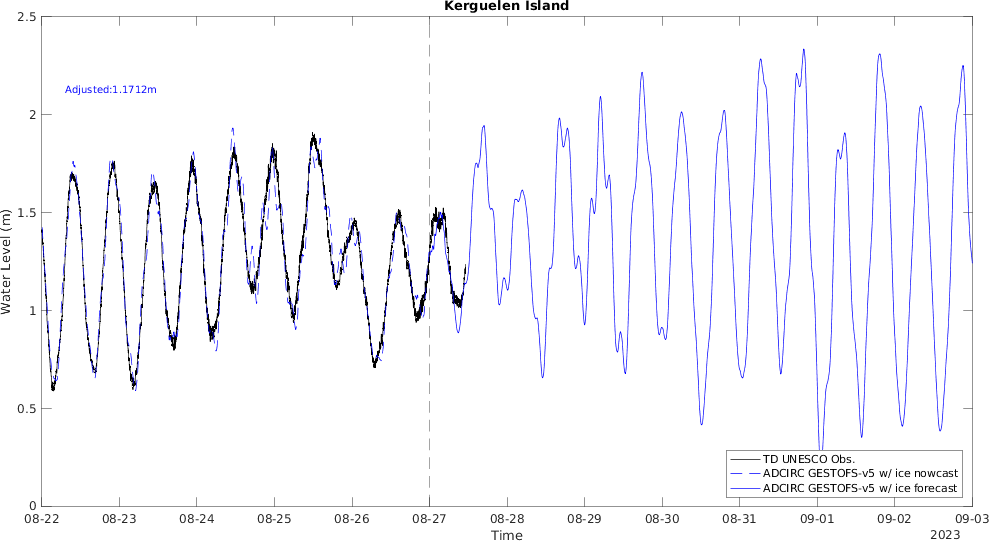 Kerguelen Island
2.5
Adjusted:1.1712m
2
1.5
Water Level (m)
1
0.5
0
TD UNESCO Obs.
ADCIRC GESTOFS-v5 w/ ice nowcast
ADCIRC GESTOFS-v5 w/ ice forecast
08-22 08-23 08-24 08-25 08-26 08-27 08-28 08-29 08-30 08-31 09-01 09-02 09-03
Time
2023